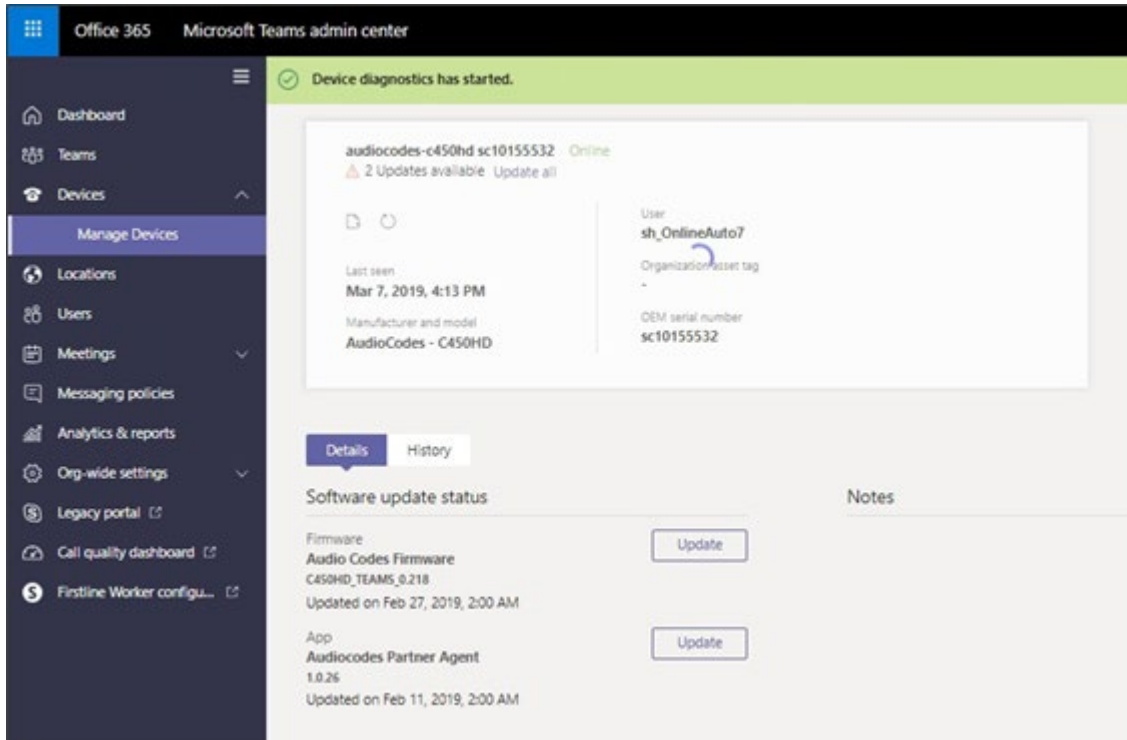 Office 365 Microsoft Teams admin center
Device diagnostics has started.
Dashboard
Teams
Devices
Manage Devices
Locations
Users
Meetings
Messaging policies
Analytics & reports
Org-wide settings
Legacy portal
Call quality dashboard
Firstline Worker configu...
audiocodes-c450hd sc10155532 Online
2 Updates available Update all
Last seen
Mar 7, 2019, 4:13 PM
Manufacturer and model
AudioCodes - C450HD
User
sh_OnlineAuto7
Organization asset tag
-
OEM serial number
sc10155532
Details History
Software update status
Firmware
Audio Codes Firmware
C450HD_TEAMS_0.218
Updated on Feb 27, 2019, 2:00 AM
Update
App
Audiocodes Partner Agent
1.0.26
Updated on Feb 11, 2019, 2:00 AM
Update
Notes